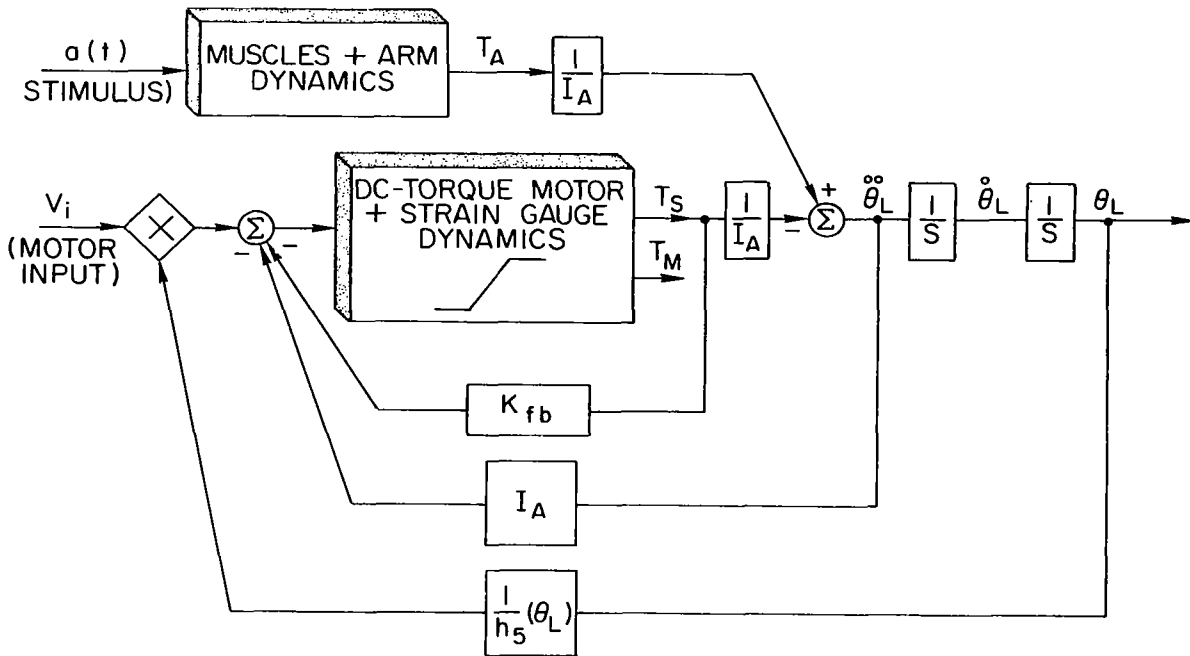 a(t)
STIMULUS)
MUSCLES + ARM
DYNAMICS
T_A
1
I_A
V_i
(MOTOR
INPUT)
×
Σ
-
-
DC-TORQUE MOTOR
+ STRAIN GAUGE
DYNAMICS
T_S
T_M
1
I_A
+
-
Σ
θ̈_L
1
S
θ̇_L
1
S
θ_L
K_fb
I_A
1
h_5 (θ_L)